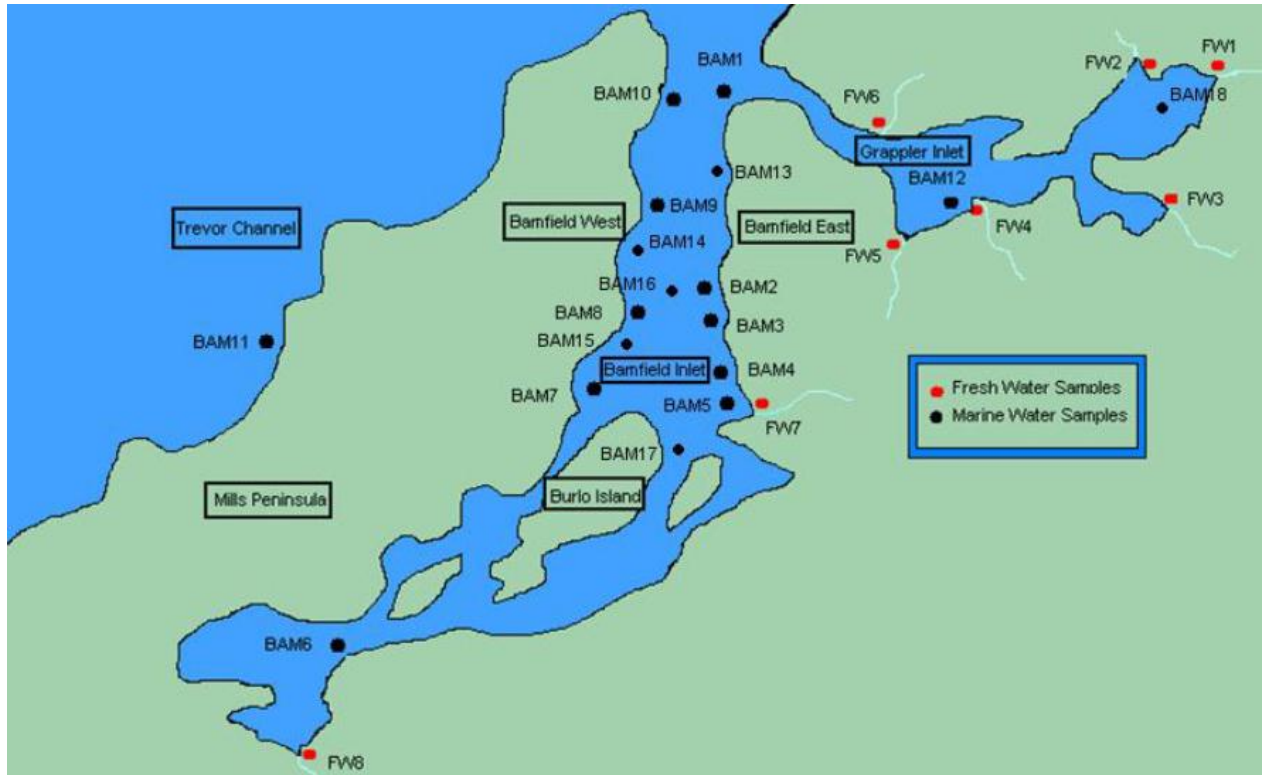 BAM1
FW2
FW1
BAM10
BAM18
FW6
Grappler Inlet
BAM13
BAM12
BAM9
FW3
Trevor Channel
Bamfield West
Bamfield East
FW4
BAM14
FW5
BAM16
BAM2
BAM8
BAM3
BAM11
BAM15
Bamfield Inlet
BAM4
BAM7
BAM5
Fresh Water Samples
Marine Water Samples
FW7
BAM17
Mills Peninsula
Burlo Island
BAM6
FW8